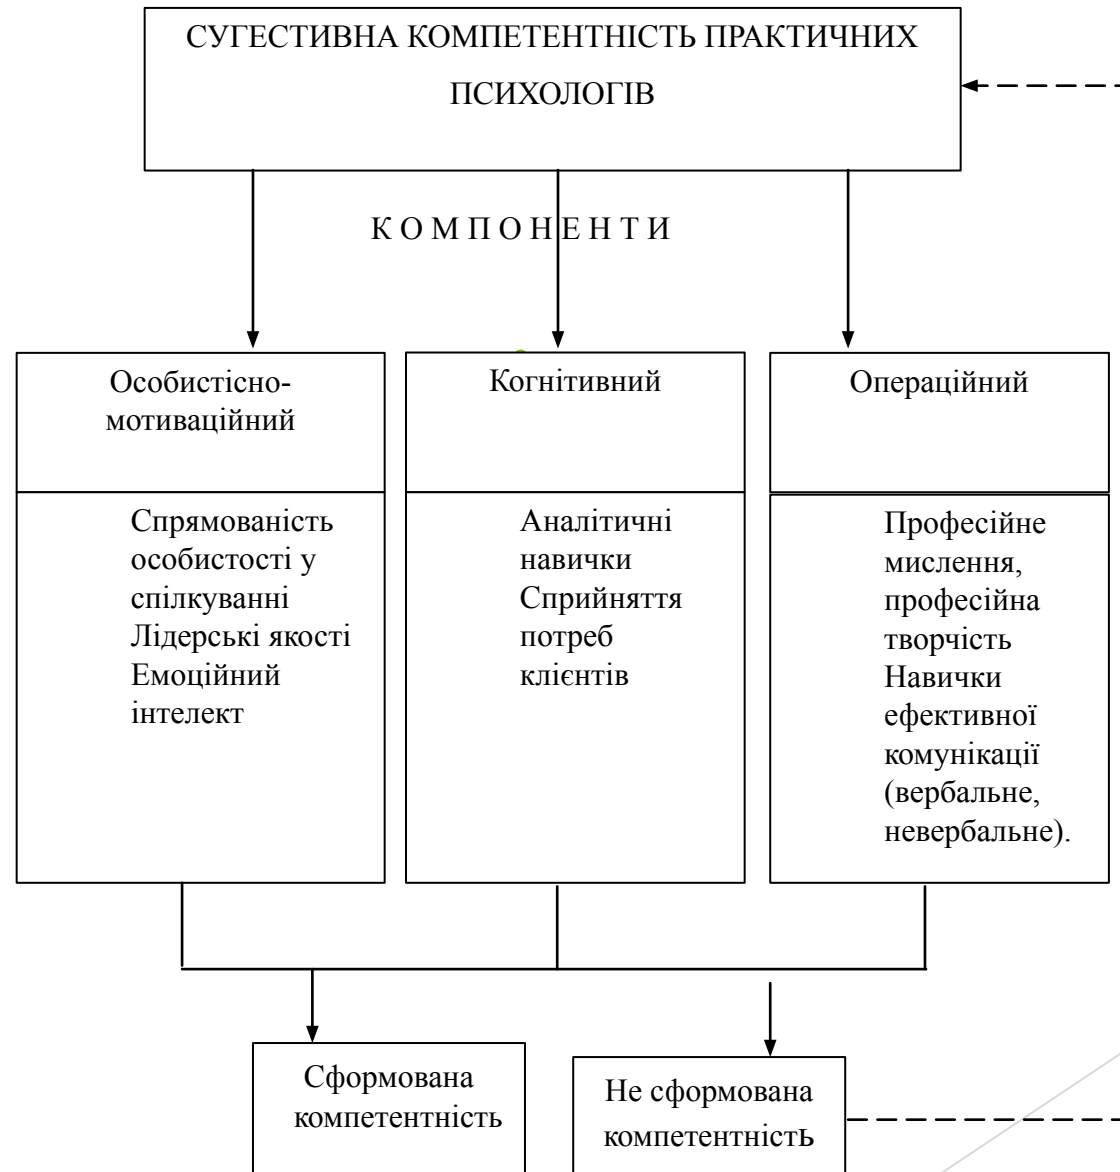 СУГЕСТИВНА КОМПЕТЕНТНІСТЬ ПРАКТИЧНИХ
ПСИХОЛОГІВ
К О М П О Н Е Н Т И
Особистісно-
мотиваційний
Спрямованість
особистості у
спілкуванні
Лідерські якості
Емоційний
інтелект
Когнітивний
Аналітичні
навички
Сприйняття
потреб
клієнтів
Операційний
Професійне
мислення,
професійна
творчість
Навички
ефективної
комунікації
(вербальне,
невербальне).
Сформована
компетентність
Не сформована
компетентність